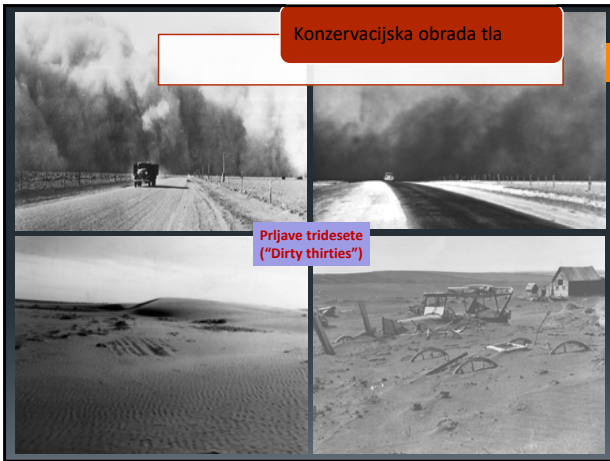 Konzervacijska obrada tla
Prljave tridesete
(“Dirty thirties”)